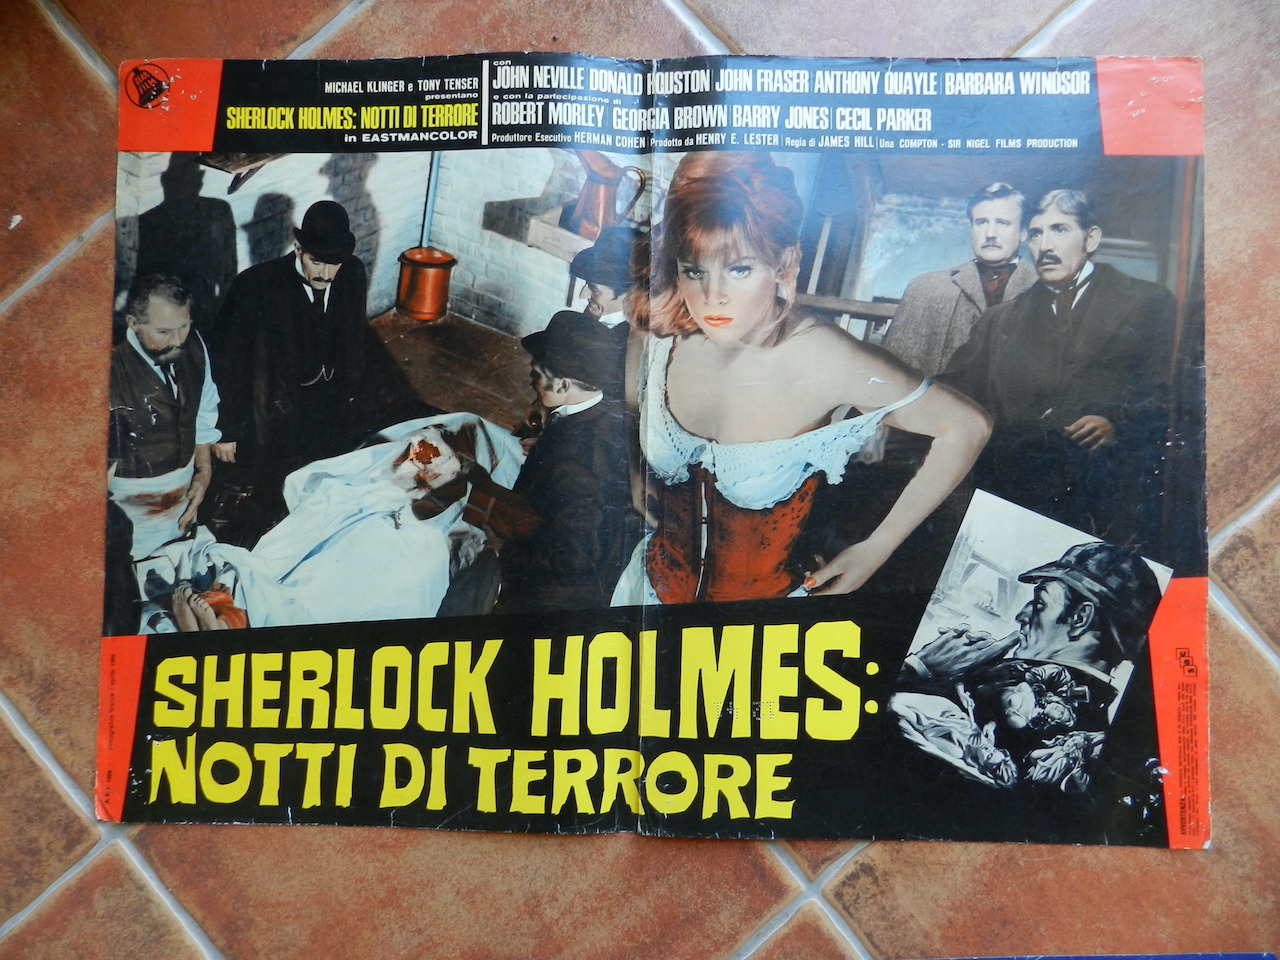 MICHAEL KLINGER e TONY TENSER
presentano
SHERLOCK HOLMES: NOTTI DI TERRORE
in EASTMANCOLOR
con
JOHN NEVILLE DONALD HOUSTON JOHN FRASER ANTHONY QUAYLE BARBARA WINDSOR
e con la partecipazione di
ROBERT MORLEY GEORGIA BROWN BARRY JONES CECIL PARKER
Produttore Esecutivo HERMAN COHEN Prodotto da HENRY E. LESTER Regia di JAMES HILL Una COMPTON - SIR NIGEL FILMS PRODUCTION
SHERLOCK HOLMES:
NOTTI DI TERRORE